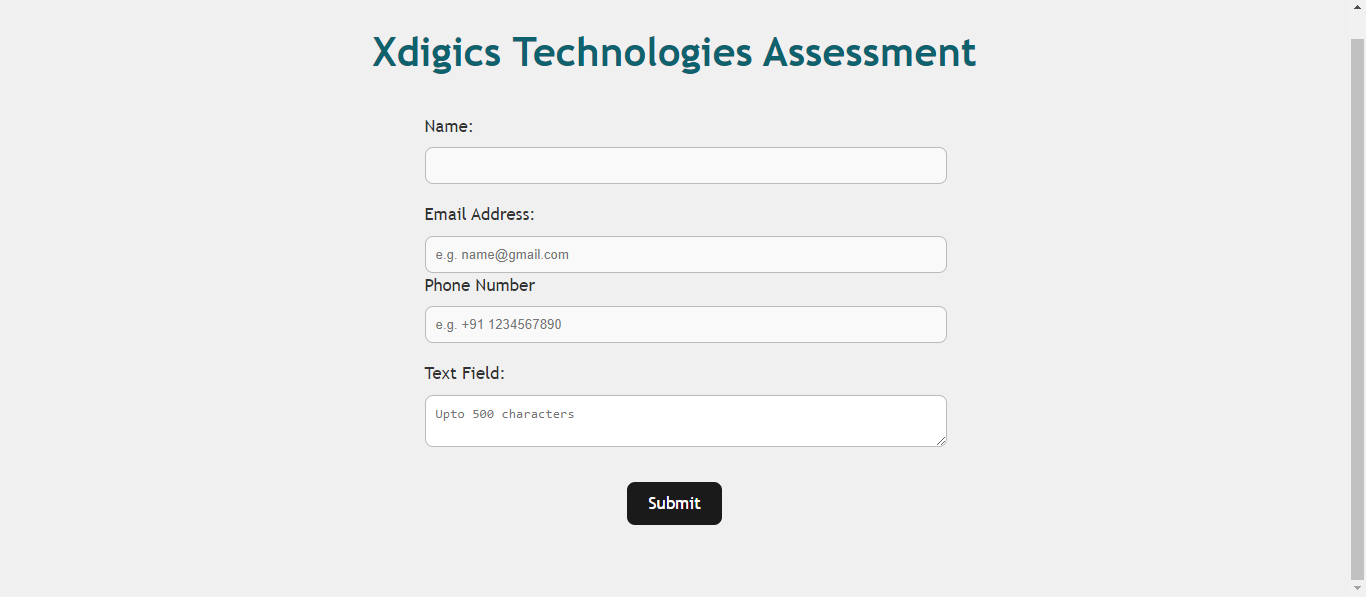 Xdigics Technologies Assessment
Name:
Email Address:
e.g. name@gmail.com
Phone Number
e.g. +91 1234567890
Text Field:
Upto 500 characters
Submit